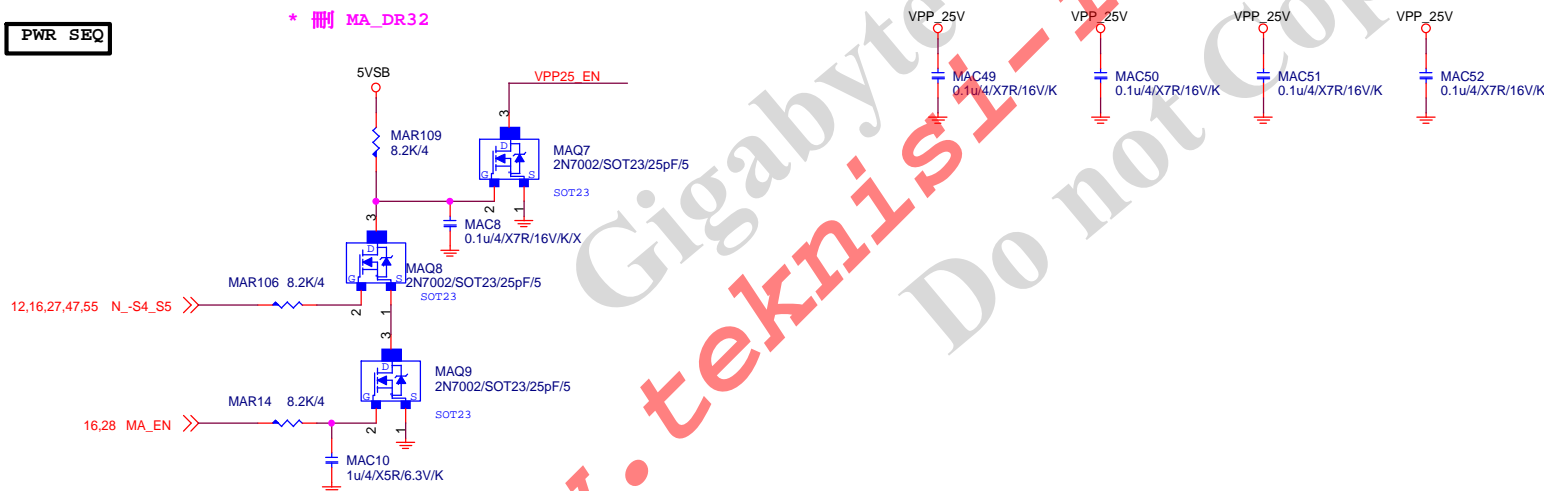 * 刪 MA_DR32
PWR SEQ
5VSB
VPP25_EN
MAR109
8.2K/4
3
D
G
S
2
1
MAQ7
2N7002/SOT23/25pF/5
SOT23
MAC8
0.1u/4/X7R/16V/K/X
3
D
G
S
2
1
MAQ8
2N7002/SOT23/25pF/5
SOT23
MAR106 8.2K/4
12,16,27,47,55 N_-S4_S5
3
D
G
S
2
1
MAQ9
2N7002/SOT23/25pF/5
SOT23
MAR14 8.2K/4
16,28 MA_EN
MAC10
1u/4/X5R/6.3V/K
VPP_25V
MAC49
0.1u/4/X7R/16V/K
VPP_25V
MAC50
0.1u/4/X7R/16V/K
VPP_25V
MAC51
0.1u/4/X7R/16V/K
VPP_25V
MAC52
0.1u/4/X7R/16V/K
Gigabyte
Do not Cop
.teknisi-i